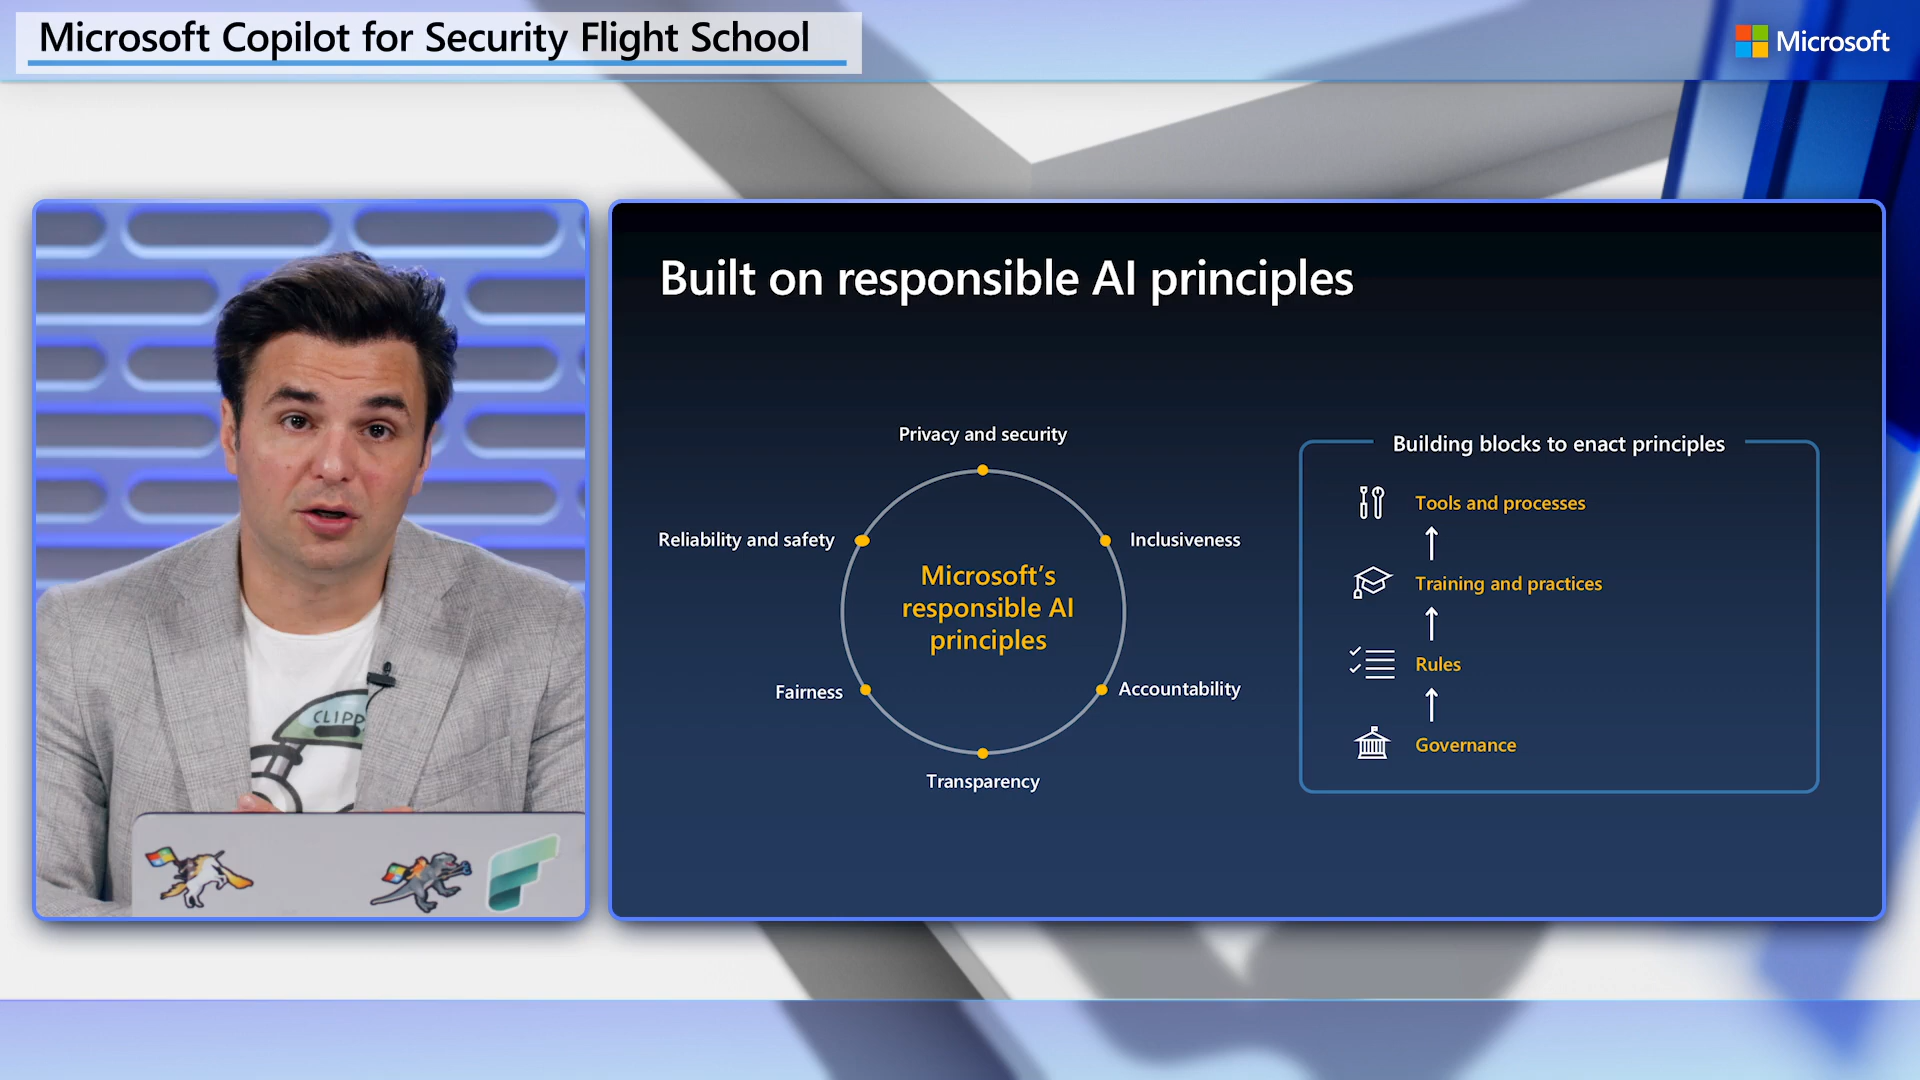 Microsoft Copilot for Security Flight School
Microsoft
Built on responsible AI principles
Privacy and security
Reliability and safety
Inclusiveness
Microsoft's
responsible AI
principles
Fairness
Accountability
Transparency
Building blocks to enact principles
Tools and processes
Training and practices
Rules
Governance
CLIPP